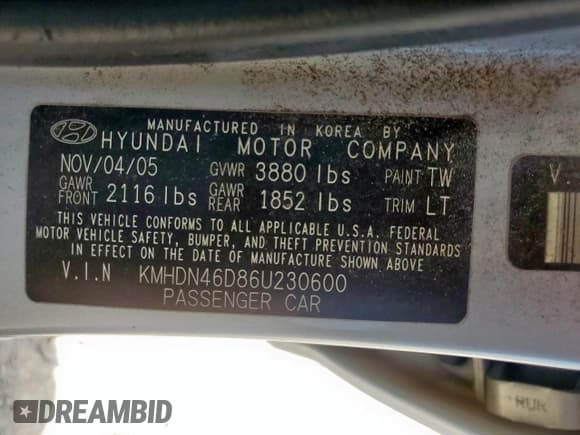 MANUFACTURED IN KOREA BY
HYUNDAI MOTOR COMPANY
NOV/04/05 GVWR 3880 lbs PAINT TW
GAWR FRONT 2116 lbs GAWR REAR 1852 lbs TRIM LT
THIS VEHICLE CONFORMS TO ALL APPLICABLE U.S.A. FEDERAL
MOTOR VEHICLE SAFETY, BUMPER, AND THEFT PREVENTION STANDARDS
IN EFFECT ON THE DATE OF MANUFACTURE SHOWN ABOVE
V.I.N KMHDN46D86U230600
PASSENGER CAR
V.
RUK
DREAMBID